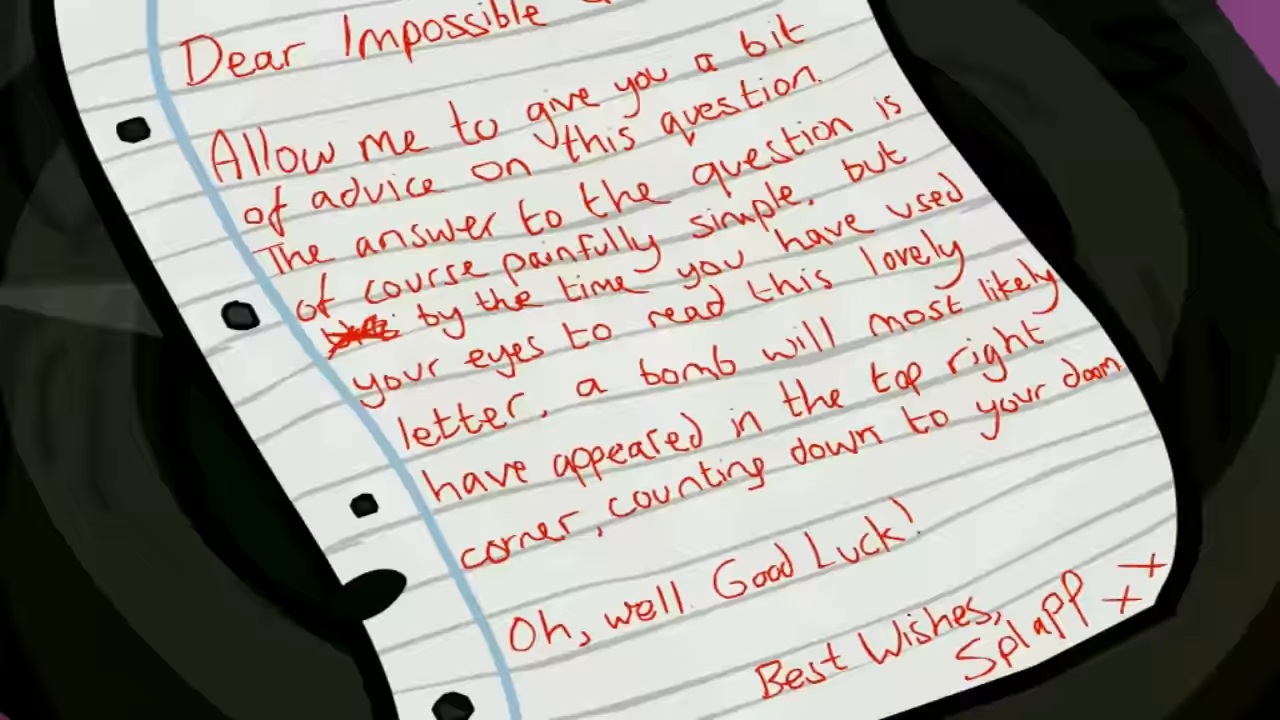 Dear Impossible
Allow me to give you a bit
of advice on this question.
The answer to the question is
of course painfully simple. but
by the time you have used
your eyes to read this lovely
letter, a bomb will most likely
have appeared in the top right
corner, counting down to your doom
Oh, well. Good Luck!
Best Wishes,
Splapp
xx